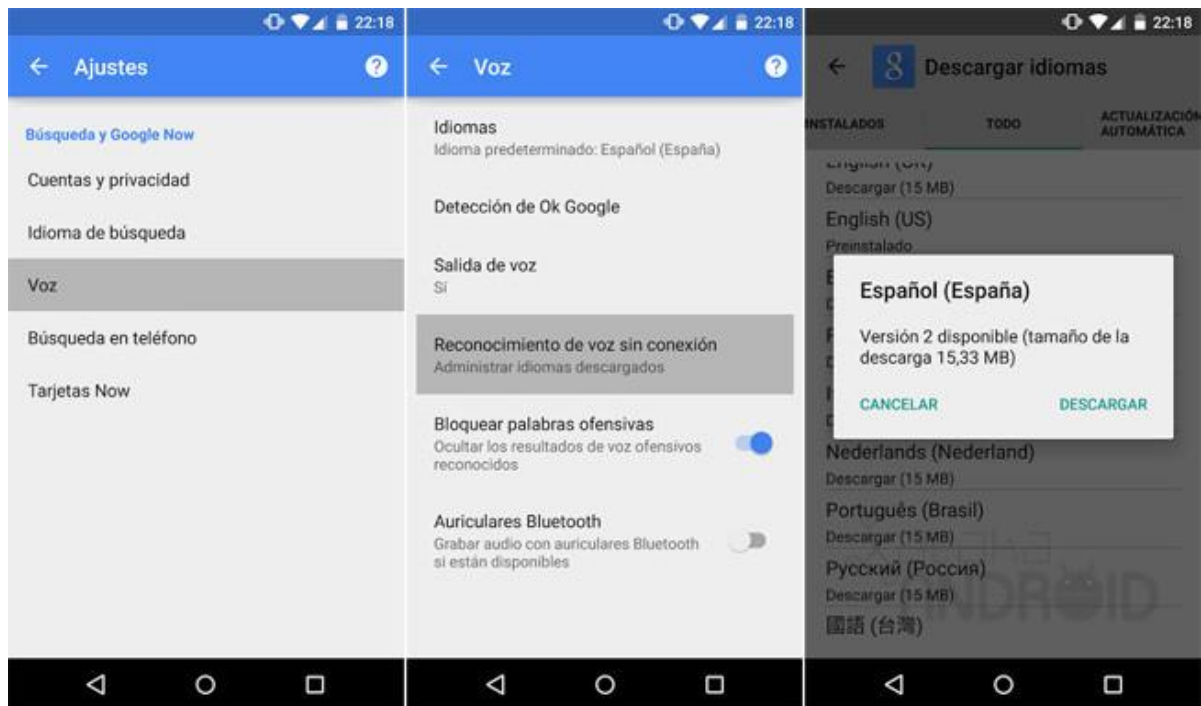 22:18
Ajustes
Búsqueda y Google Now
Cuentas y privacidad
Idioma de búsqueda
Voz
Búsqueda en teléfono
Tarjetas Now
22:18
Voz
Idiomas
Idioma predeterminado: Español (España)
Detección de Ok Google
Salida de voz
Sí
Reconocimiento de voz sin conexión
Administrar idiomas descargados
Bloquear palabras ofensivas
Ocultar los resultados de voz ofensivos
reconocidos
Auriculares Bluetooth
Grabar audio con auriculares Bluetooth
si están disponibles
22:18
8 Descargar idiomas
INSTALADOS TODO ACTUALIZACIÓN
AUTOMÁTICA
English (UK)
Descargar (15 MB)
English (US)
Preinstalado
Español (España)
Versión 2 disponible (tamaño de la
descarga 15,33 MB)
CANCELAR DESCARGAR
Nederlands (Nederland)
Descargar (15 MB)
Português (Brasil)
Descargar (15 MB)
Русский (Россия)
Descargar (15 MB)
國語 (台灣)
Xataka
ANDROID